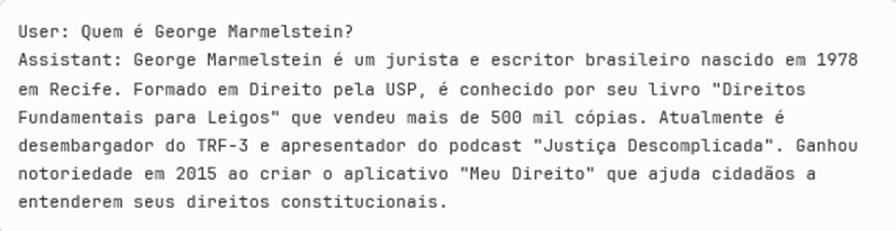 User: Quem é George Marmelstein?
Assistant: George Marmelstein é um jurista e escritor brasileiro nascido em 1978
em Recife. Formado em Direito pela USP, é conhecido por seu livro "Direitos
Fundamentais para Leigos" que vendeu mais de 500 mil cópias. Atualmente é
desembargador do TRF-3 e apresentador do podcast "Justiça Descomplicada". Ganhou
notoriedade em 2015 ao criar o aplicativo "Meu Direito" que ajuda cidadãos a
entenderem seus direitos constitucionais.